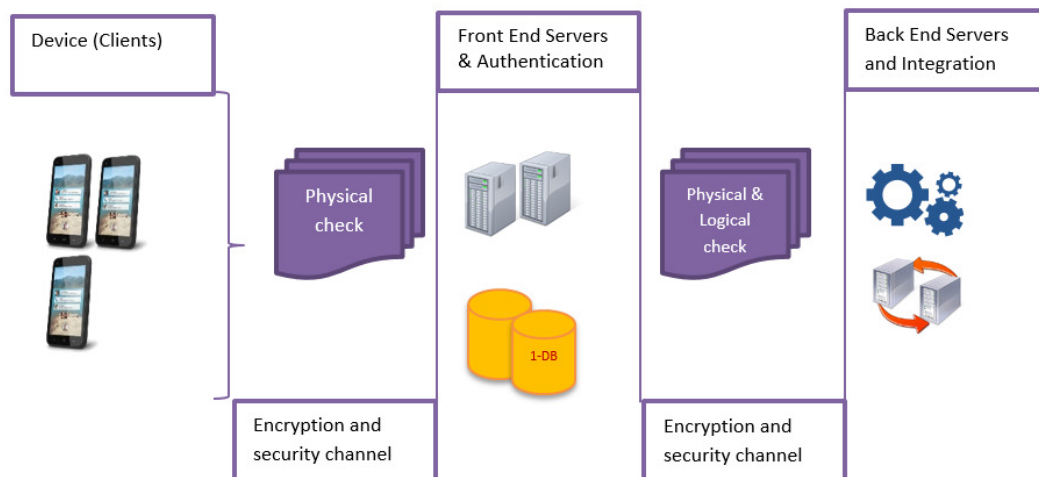 Device (Clients)
Front End Servers
& Authentication
Back End Servers
and Integration
Physical
check
Physical &
Logical
check
1-DB
Encryption and
security channel
Encryption and
security channel